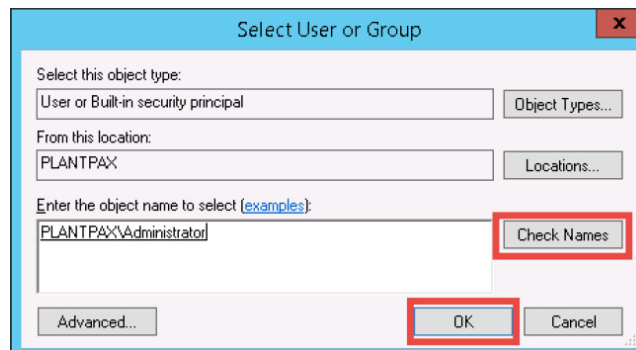 Select User or Group
x
Select this object type:
User or Built-in security principal
Object Types...
From this location:
PLANTPAX
Locations...
Enter the object name to select (examples):
PLANTPAX\Administrator
Check Names
Advanced...
OK
Cancel